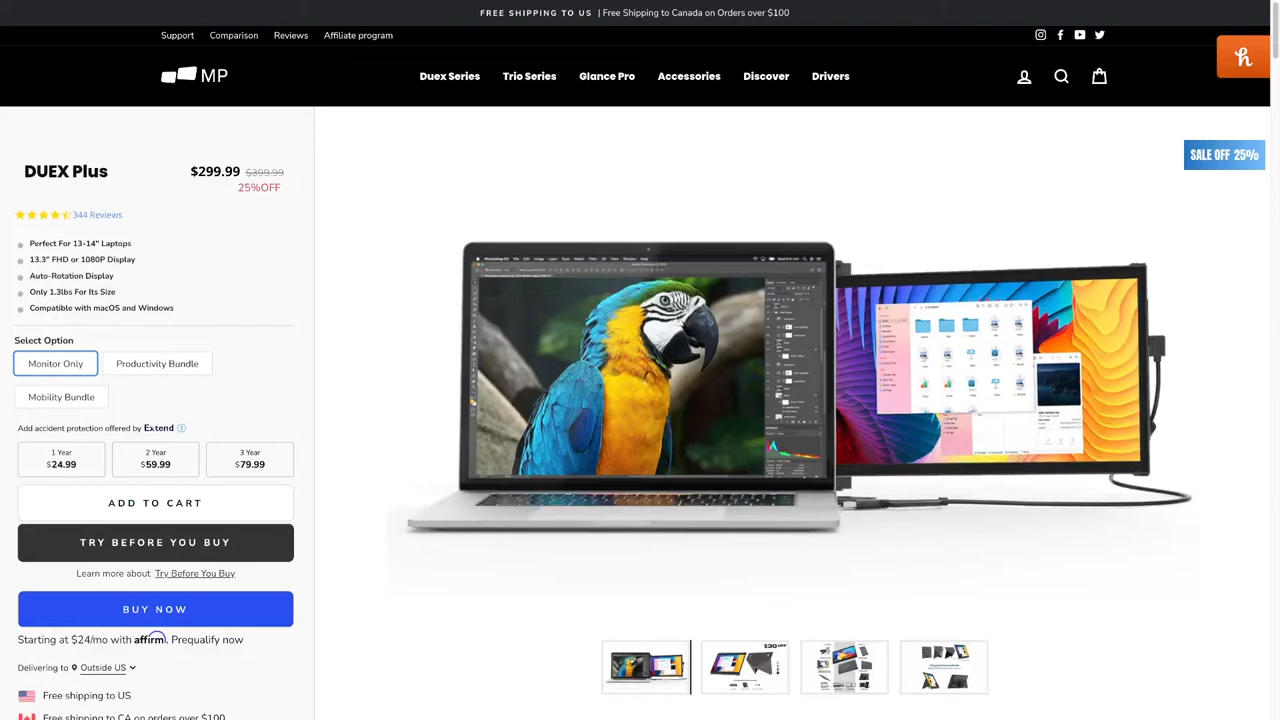 FREE SHIPPING TO US | Free Shipping to Canada on Orders over $100
Support Comparison Reviews Affiliate program
MP
Duex Series Trio Series Glance Pro Accessories Discover Drivers
SALE OFF 25%
DUEX Plus $299.99 $399.99
25%OFF
344 Reviews
Perfect For 13-14" Laptops
13.3" FHD or 1080P Display
Auto-Rotation Display
Only 1.3lbs For Its Size
Compatible with macOS and Windows
Select Option
Monitor Only Productivity Bundle
Mobility Bundle
Add accident protection offered by Extend ?
1 Year 2 Year 3 Year
$24.99 $59.99 $79.99
ADD TO CART
TRY BEFORE YOU BUY
Learn more about Try Before You Buy
BUY NOW
Starting at $24/mo with affirm. Prequalify now
Delivering to Outside US
Free shipping to US
Free shipping to CA on orders over $100
$30 OFF